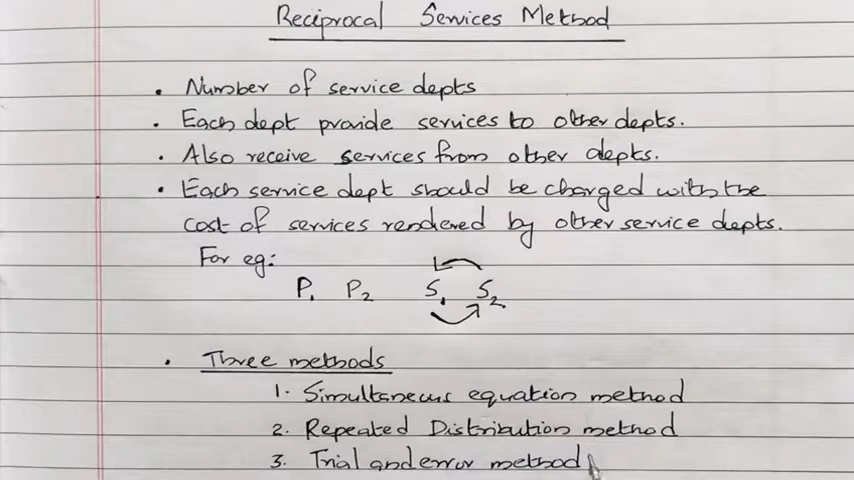 Reciprocal Services Method
• Number of service depts
• Each dept provide services to other depts.
• Also receive services from other depts.
• Each service dept should be charged with the
cost of services rendered by other service depts.
For eg:
P₁ P₂ S₁ S₂
• Three methods
1. Simultaneous equation method
2. Repeated Distribution method
3. Trial and error method